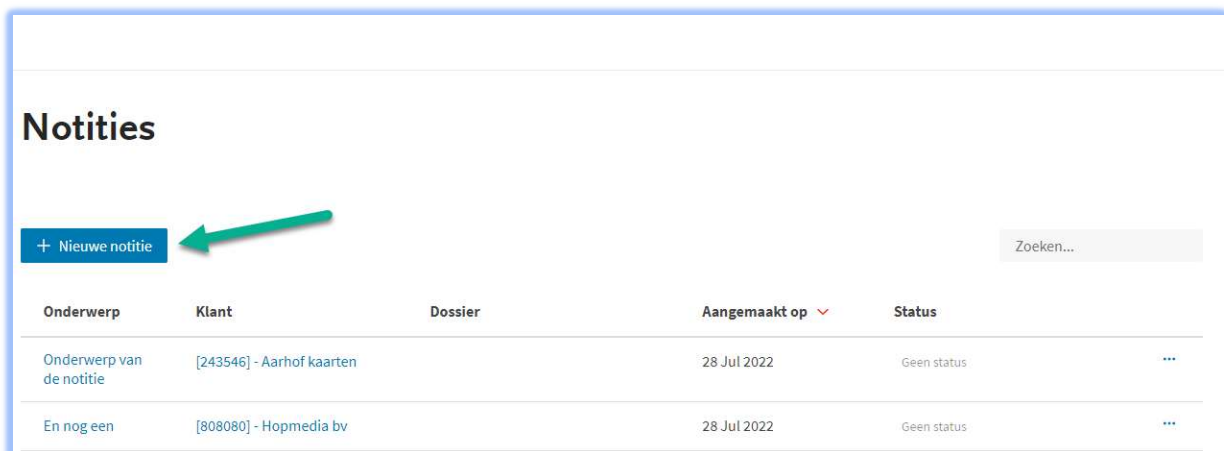 Notities
+ Nieuwe notitie
Zoeken...
Onderwerp Klant Dossier Aangemaakt op Status
Onderwerp van [243546] - Aarhof kaarten 28 Jul 2022 Geen status ...
de notitie
En nog een [808080] - Hopmedia bv 28 Jul 2022 Geen status ...